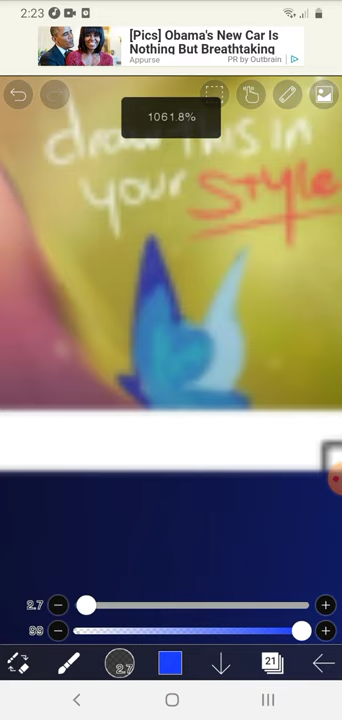 2:23
[Pics] Obama's New Car Is
Nothing But Breathtaking
Appurse
PR by Outbrain
1061.8%
draw this in
your style
2.7
99
2.7
21